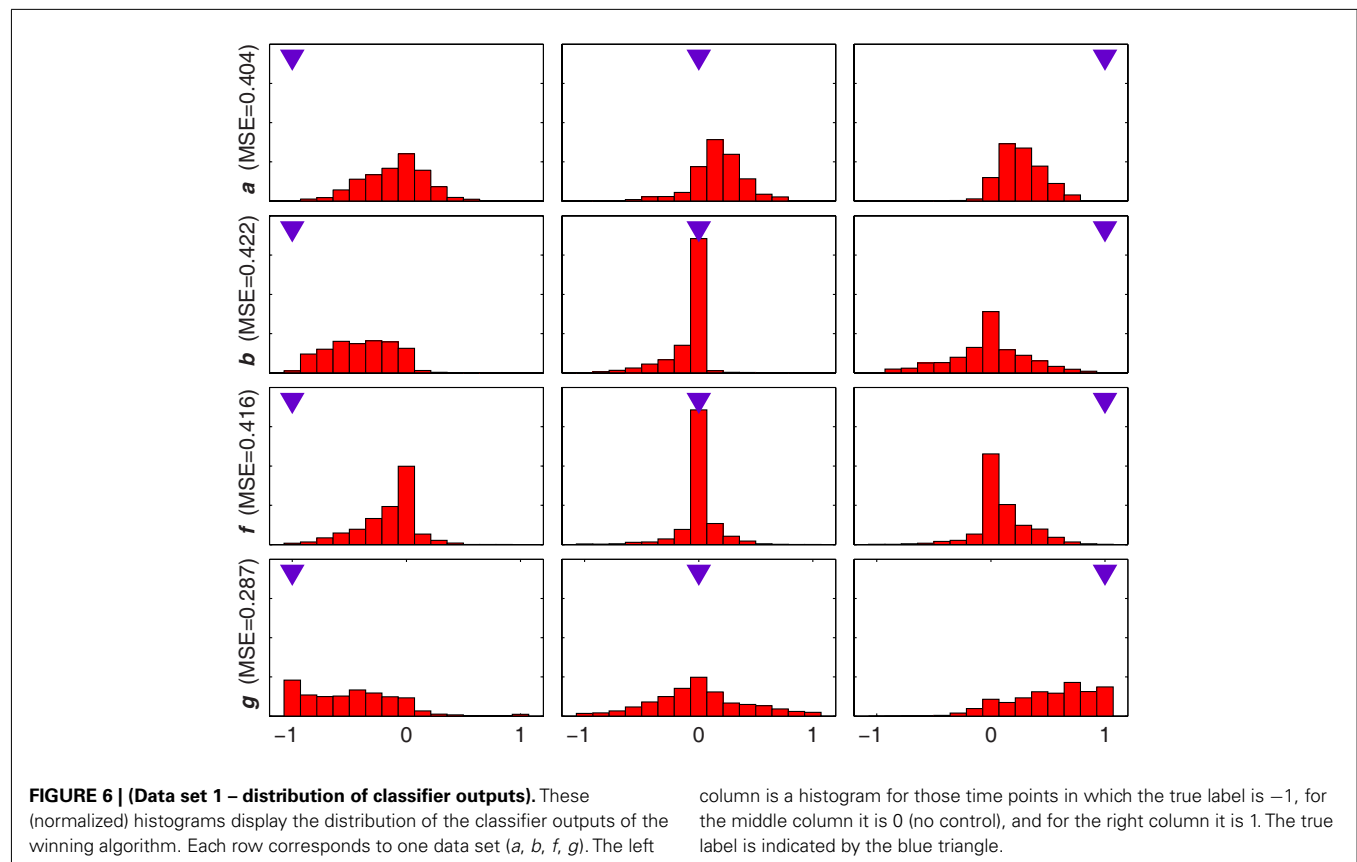 a (MSE=0.404)
b (MSE=0.422)
f (MSE=0.416)
g (MSE=0.287)
−1 0 1 −1 0 1 −1 0 1
FIGURE 6 | (Data set 1 – distribution of classifier outputs). These
(normalized) histograms display the distribution of the classifier outputs of the
winning algorithm. Each row corresponds to one data set (a, b, f, g). The left
column is a histogram for those time points in which the true label is −1, for
the middle column it is 0 (no control), and for the right column it is 1. The true
label is indicated by the blue triangle.